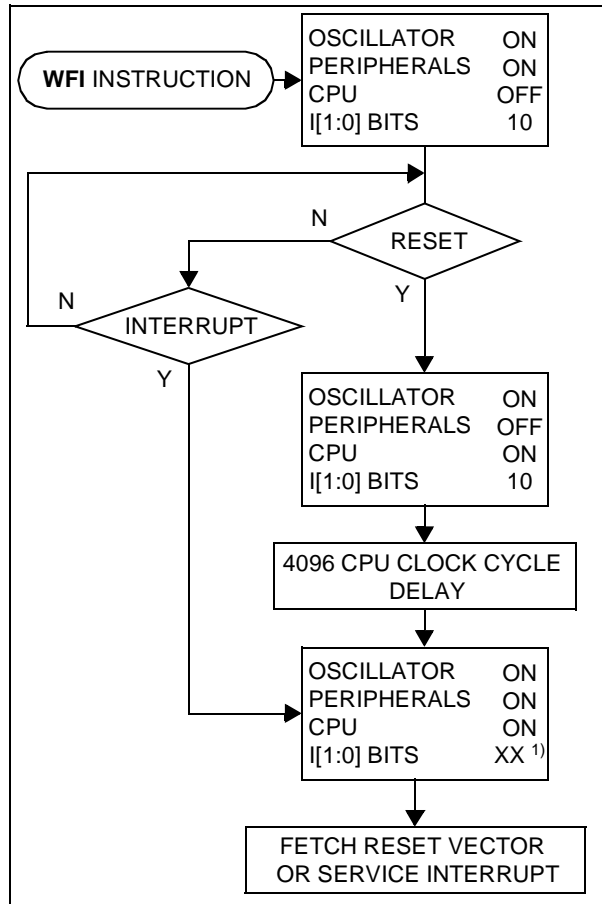 WFI INSTRUCTION
OSCILLATOR ON
PERIPHERALS ON
CPU OFF
I[1:0] BITS 10
N
RESET
Y
N
INTERRUPT
Y
OSCILLATOR ON
PERIPHERALS OFF
CPU ON
I[1:0] BITS 10
4096 CPU CLOCK CYCLE
DELAY
OSCILLATOR ON
PERIPHERALS ON
CPU ON
I[1:0] BITS XX 1)
FETCH RESET VECTOR
OR SERVICE INTERRUPT